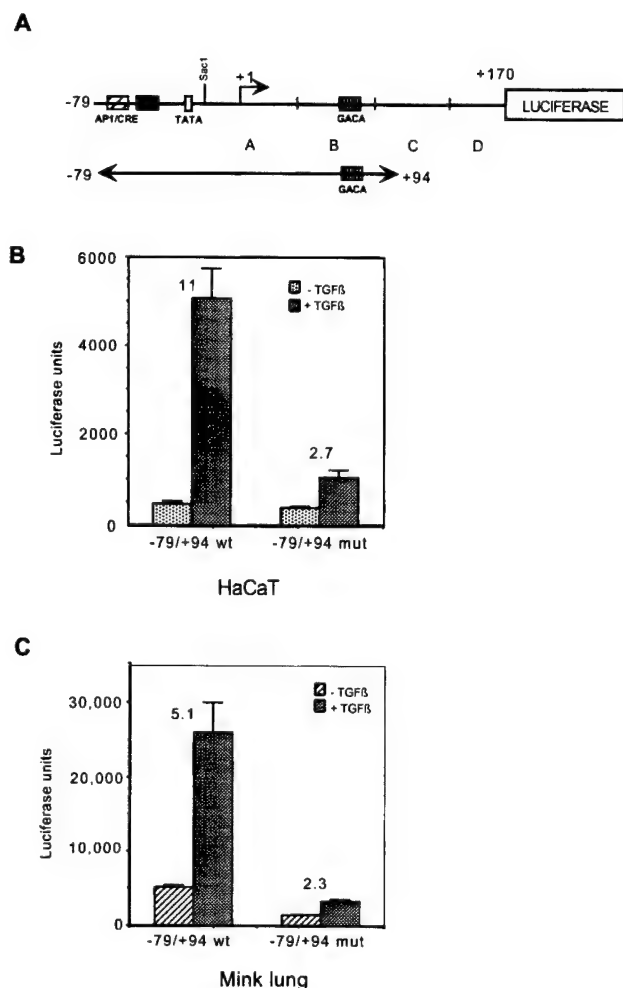 A
Sac1
+1
+170
-79
AP1/CRE
TATA
GACA
LUCIFERASE
A B C D
-79
GACA
+94
B
6000
4000
2000
0
Luciferase units
11
2.7
- TGFß
+ TGFß
-79/+94 wt
-79/+94 mut
HaCaT
C
30,000
20,000
10,000
0
Luciferase units
5.1
2.3
- TGFß
+ TGFß
-79/+94 wt
-79/+94 mut
Mink lung